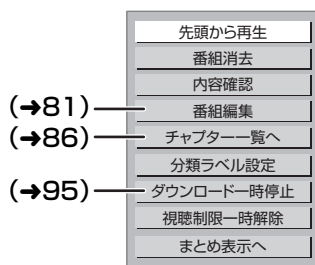 先頭から再生
番組消去
内容確認
(➔81) 番組編集
(➔86) チャプター一覧へ
分類ラベル設定
(➔95) ダウンロード一時停止
視聴制限一時解除
まとめ表示へ